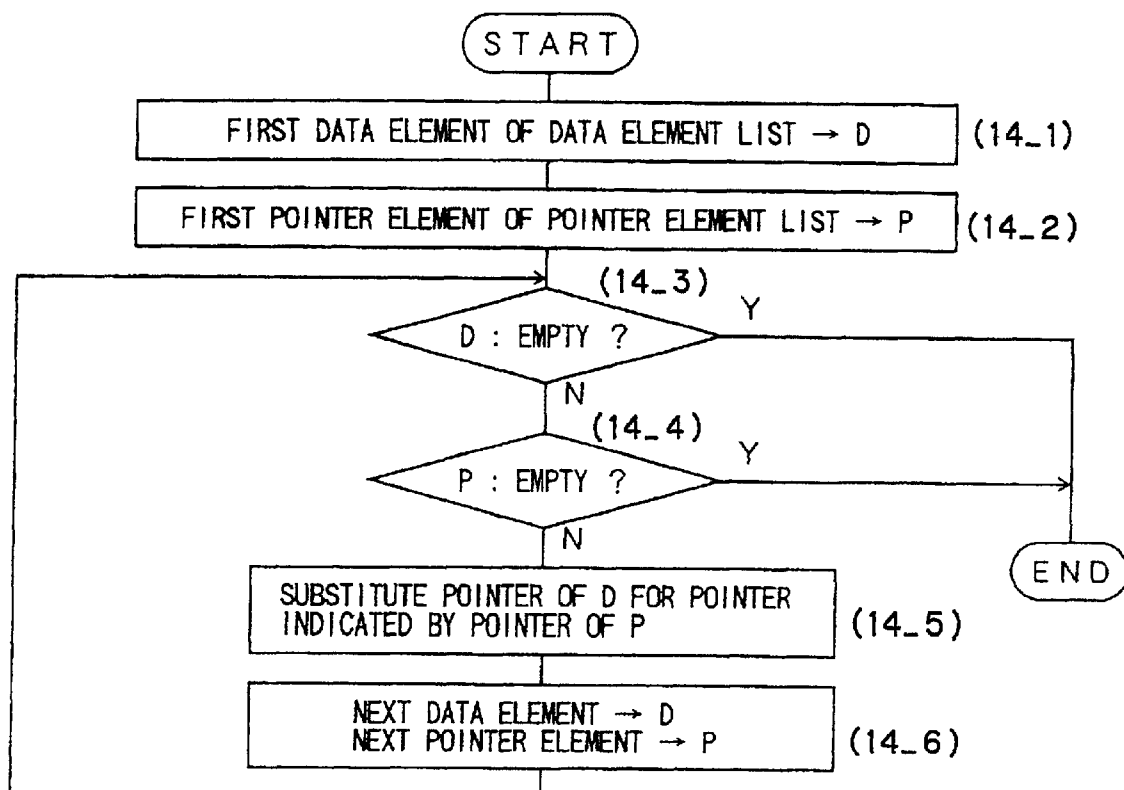 START
FIRST DATA ELEMENT OF DATA ELEMENT LIST → D (14_1)
FIRST POINTER ELEMENT OF POINTER ELEMENT LIST → P (14_2)
(14_3)
D : EMPTY ?
Y
N
(14_4)
P : EMPTY ?
Y
N
END
SUBSTITUTE POINTER OF D FOR POINTER
INDICATED BY POINTER OF P
(14_5)
NEXT DATA ELEMENT → D
NEXT POINTER ELEMENT → P
(14_6)